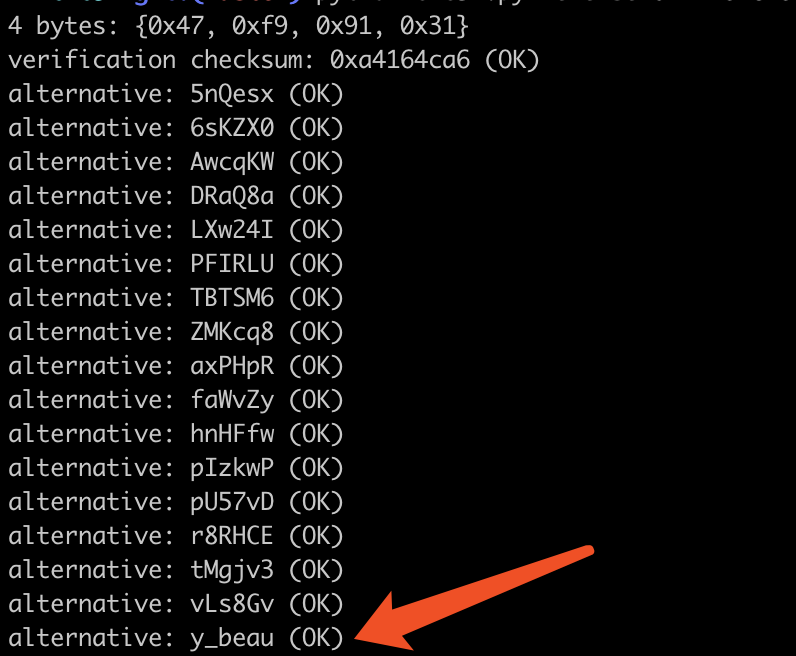 4 bytes: {0x47, 0xf9, 0x91, 0x31}
verification checksum: 0xa4164ca6 (OK)
alternative: 5nQesx (OK)
alternative: 6sKZX0 (OK)
alternative: AwcqKW (OK)
alternative: DRaQ8a (OK)
alternative: LXw24I (OK)
alternative: PFIRLU (OK)
alternative: TBTSM6 (OK)
alternative: ZMKcq8 (OK)
alternative: axPHpR (OK)
alternative: faWvZy (OK)
alternative: hnHFfw (OK)
alternative: pIzkwP (OK)
alternative: pU57vD (OK)
alternative: r8RHCE (OK)
alternative: tMgjv3 (OK)
alternative: vLs8Gv (OK)
alternative: y_beau (OK)